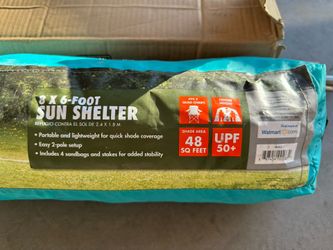 8 X 6-FOOT
SUN SHELTER
REFUGIO CONTRA EL SOL DE 2.4 X 1.8 M
• Portable and lightweight for quick shade coverage
• Easy 2-pole setup
• Includes 4 sandbags and stakes for added stability
SHADE AREA
48
SQ FEET
UPF
50+
Walmart
.com